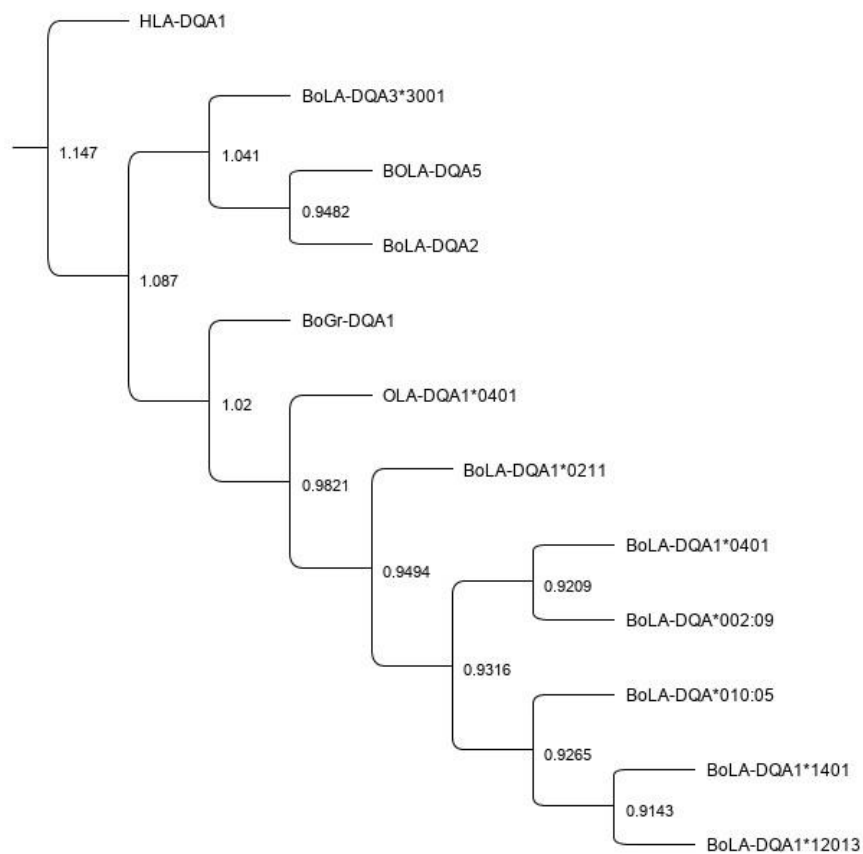 HLA-DQA1
BoLA-DQA3*3001
1.147
1.041
BOLA-DQA5
0.9482
BoLA-DQA2
1.087
BoGr-DQA1
1.02
OLA-DQA1*0401
BoLA-DQA1*0211
0.9821
BoLA-DQA1*0401
0.9494
0.9209
BoLA-DQA*002:09
0.9316
BoLA-DQA*010:05
0.9265
BoLA-DQA1*1401
0.9143
BoLA-DQA1*12013